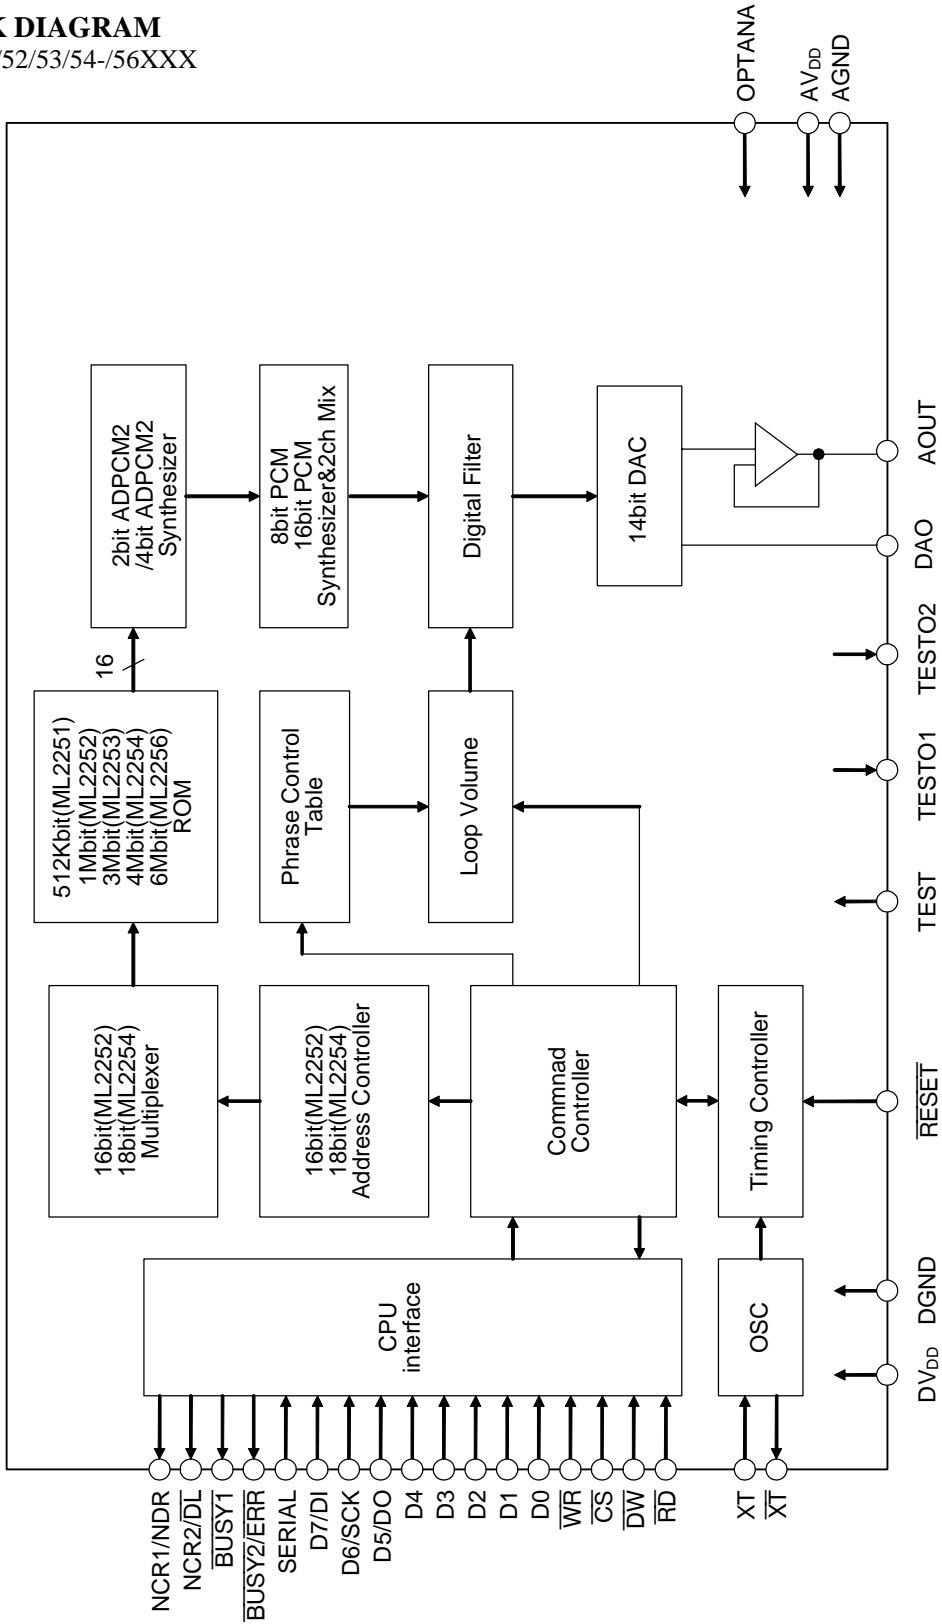 K DIAGRAM
/52/53/54-/56XXX
OPTANA
AVDD
AGND
2bit ADPCM2
/4bit ADPCM2
Synthesizer
8bit PCM
16bit PCM
Synthesizer&2ch Mix
Digital Filter
14bit DAC
16
512Kbit(ML2251)
1Mbit(ML2252)
3Mbit(ML2253)
4Mbit(ML2254)
6Mbit(ML2256)
ROM
Phrase Control
Table
Loop Volume
16bit(ML2252)
18bit(ML2254)
Multiplexer
16bit(ML2252)
18bit(ML2254)
Address Controller
Commnad
Controller
Timing Controller
CPU
interface
OSC
AOUT
DAO
TESTO2
TESTO1
TEST
RESET
DGND
DVDD
NCR1/NDR
NCR2/DL
BUSY1
BUSY2/ERR
SERIAL
D7/DI
D6/SCK
D5/DO
D4
D3
D2
D1
D0
WR
CS
DW
RD
XT
XT